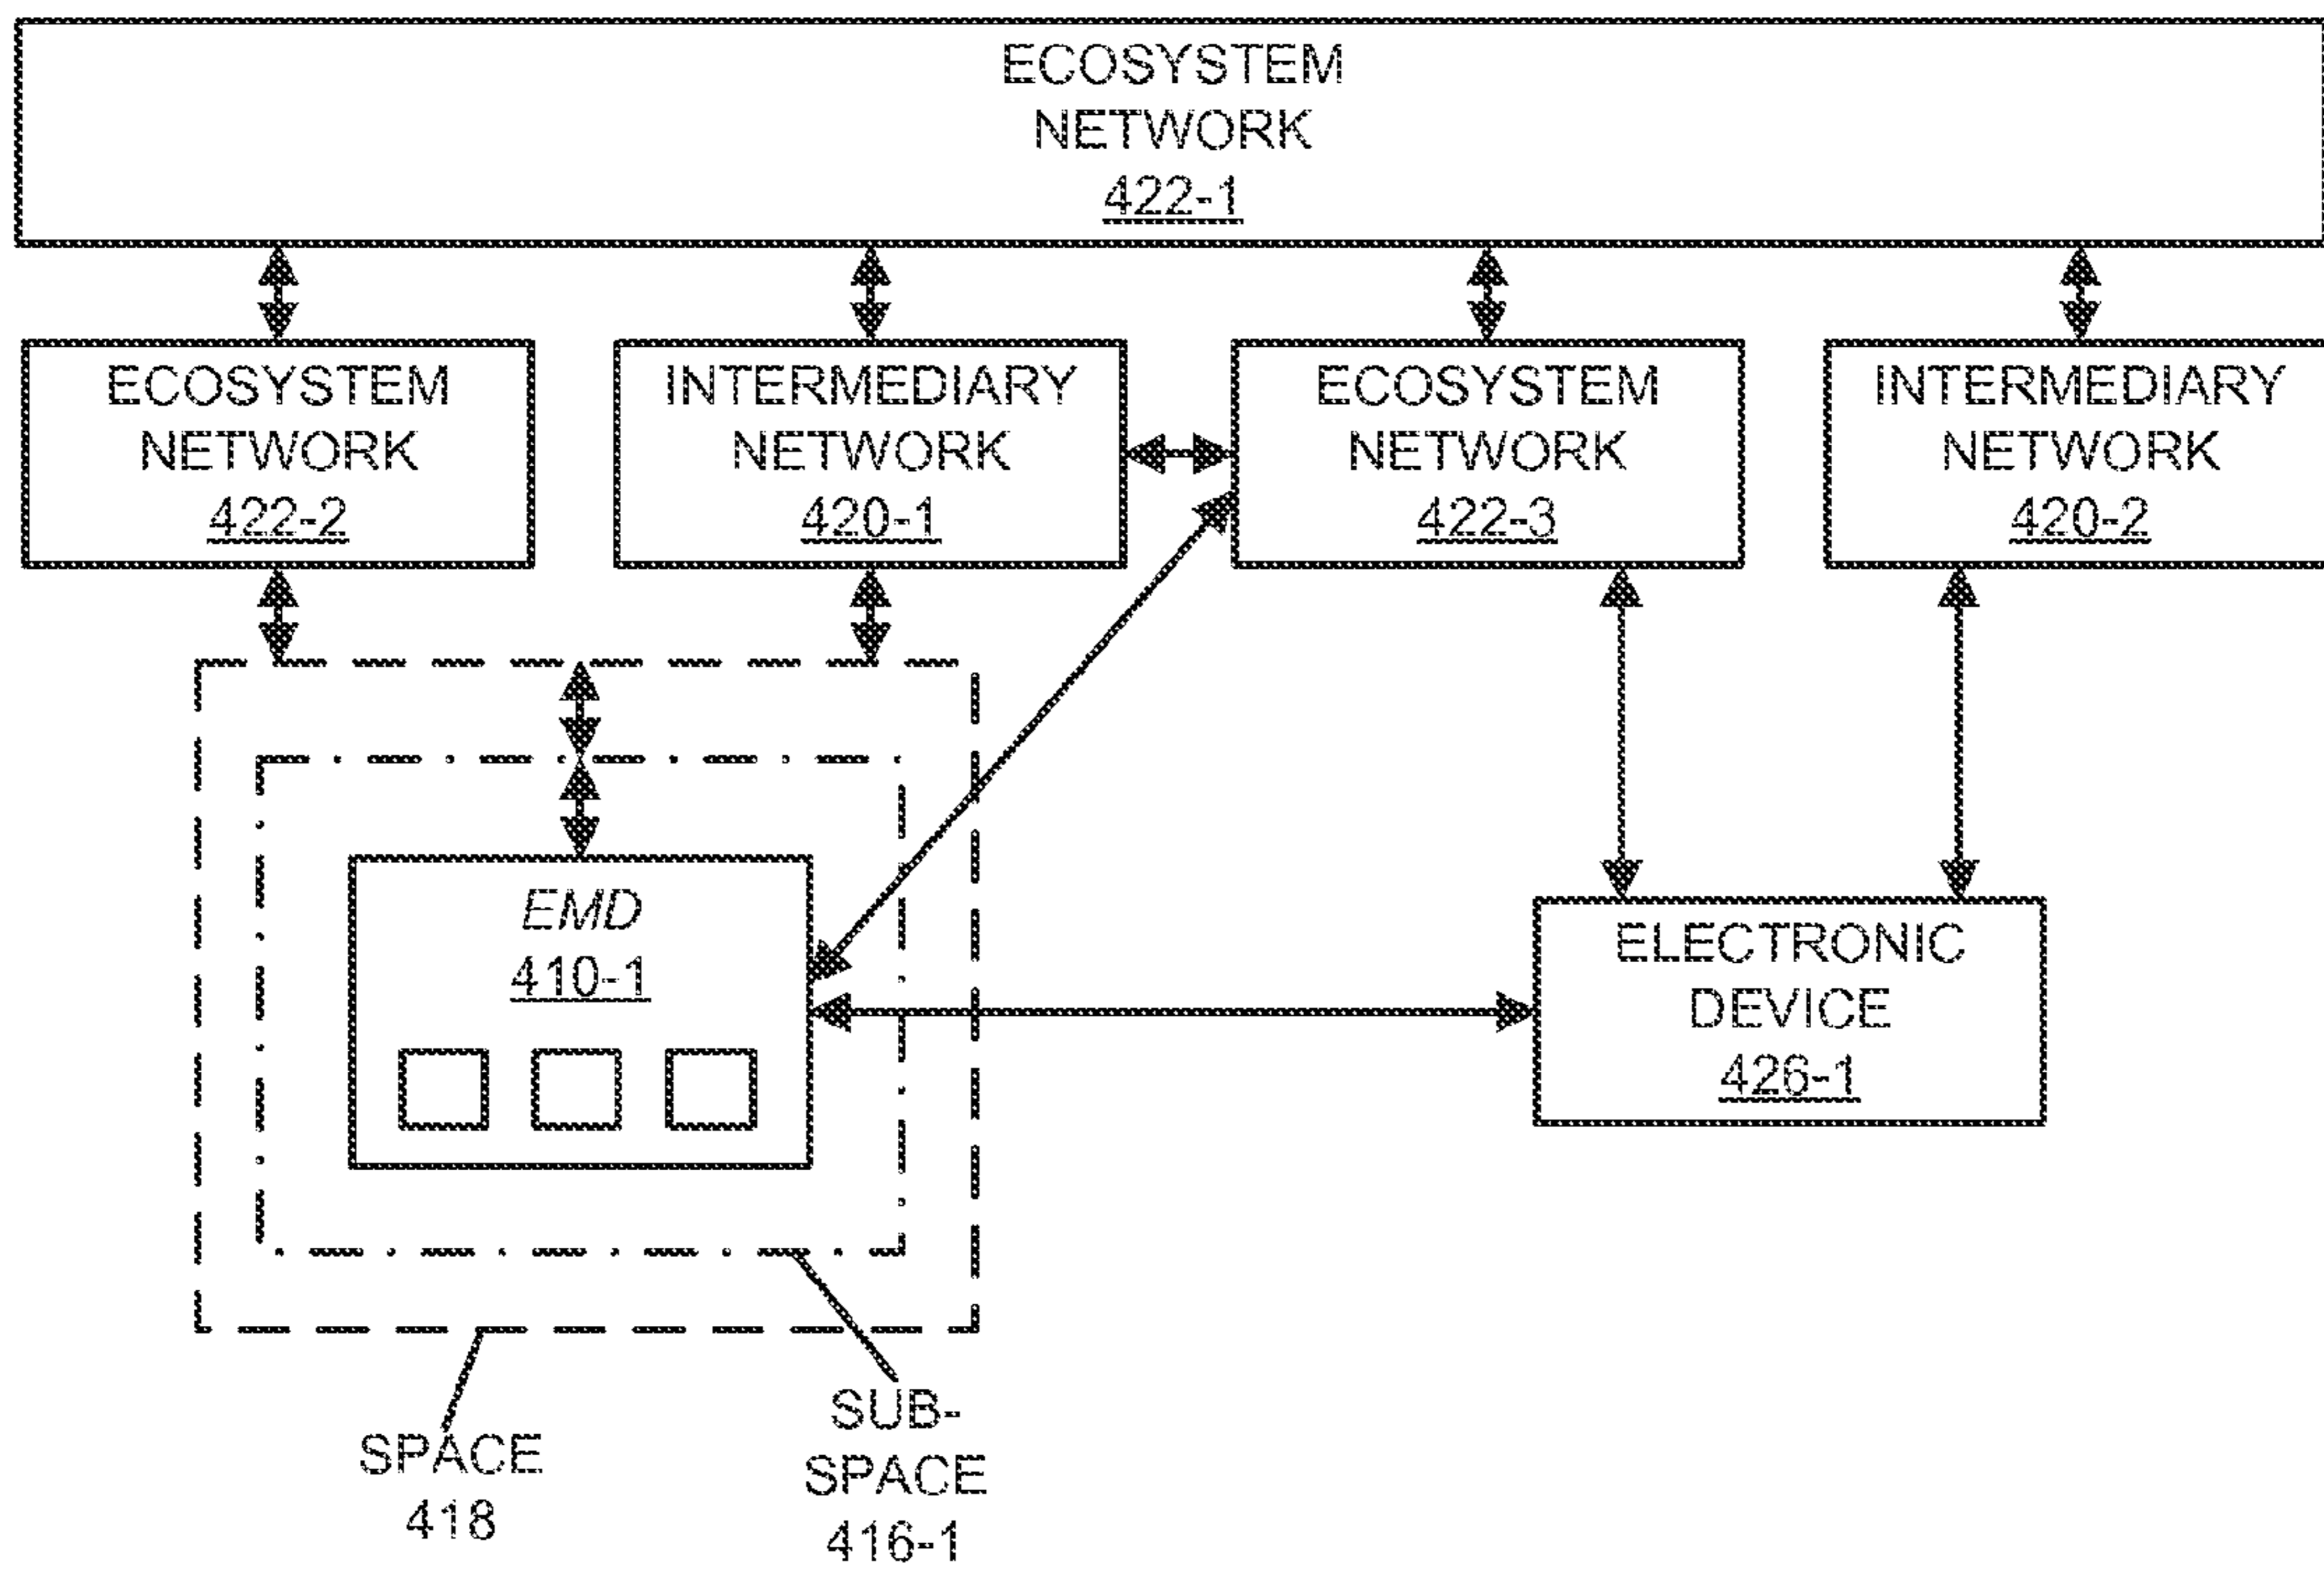 ECOSYSTEM
NETWORK
422-1
ECOSYSTEM
NETWORK
422-2
INTERMEDIARY
NETWORK
420-1
ECOSYSTEM
NETWORK
422-3
INTERMEDIARY
NETWORK
420-2
EMD
410-1
ELECTRONIC
DEVICE
426-1
SPACE
418
SUB-
SPACE
416-1